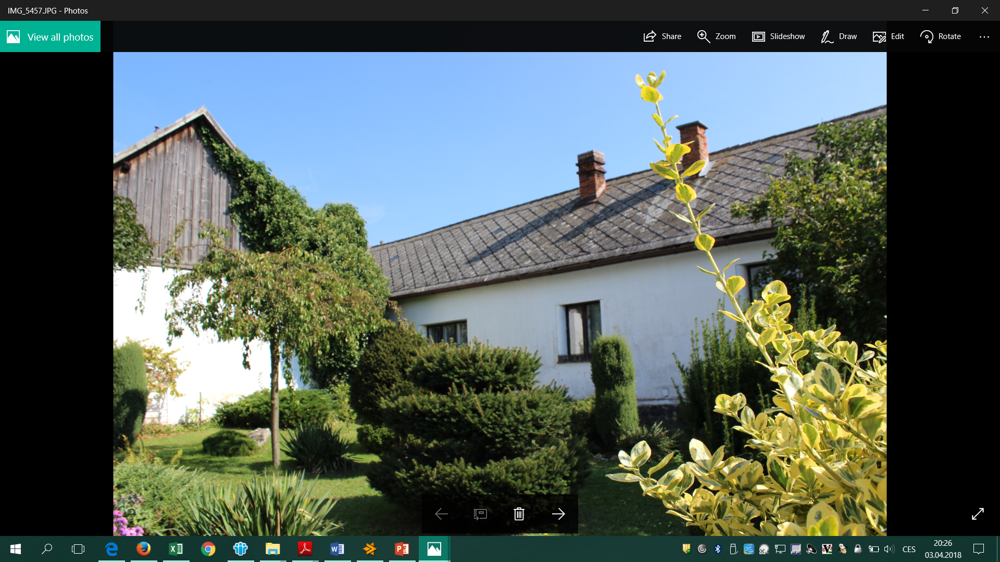 IMG_5457.JPG - Photos
View all photos
Share
Zoom
Slideshow
Draw
Edit
Rotate
CES
20:26
03.04.2018